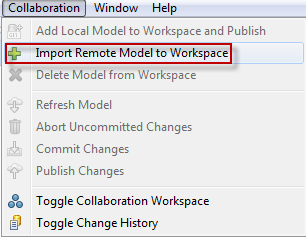 Collaboration Window Help
Add Local Model to Workspace and Publish
Import Remote Model to Workspace
Delete Model from Workspace
Refresh Model
Abort Uncommitted Changes
Commit Changes
Publish Changes
Toggle Collaboration Workspace
Toggle Change History